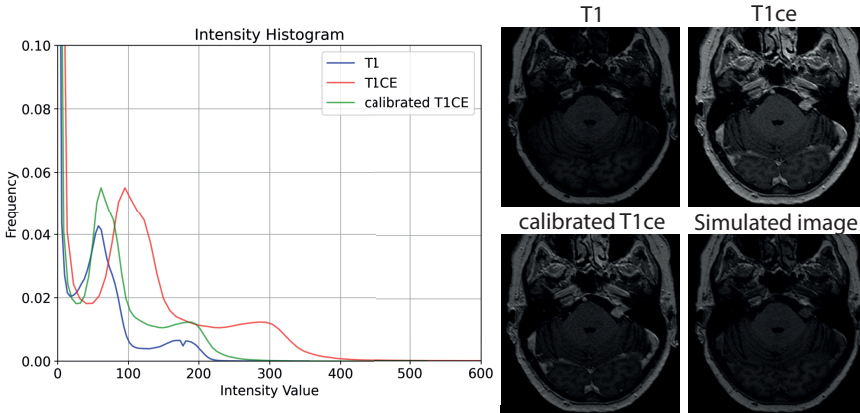 Intensity Histogram
0.10
0.08
0.06
0.04
0.02
0.00
Frequency
0 100 200 300 400 500 600
Intensity Value
T1
T1CE
calibrated T1CE
T1
T1ce
calibrated T1ce
Simulated image